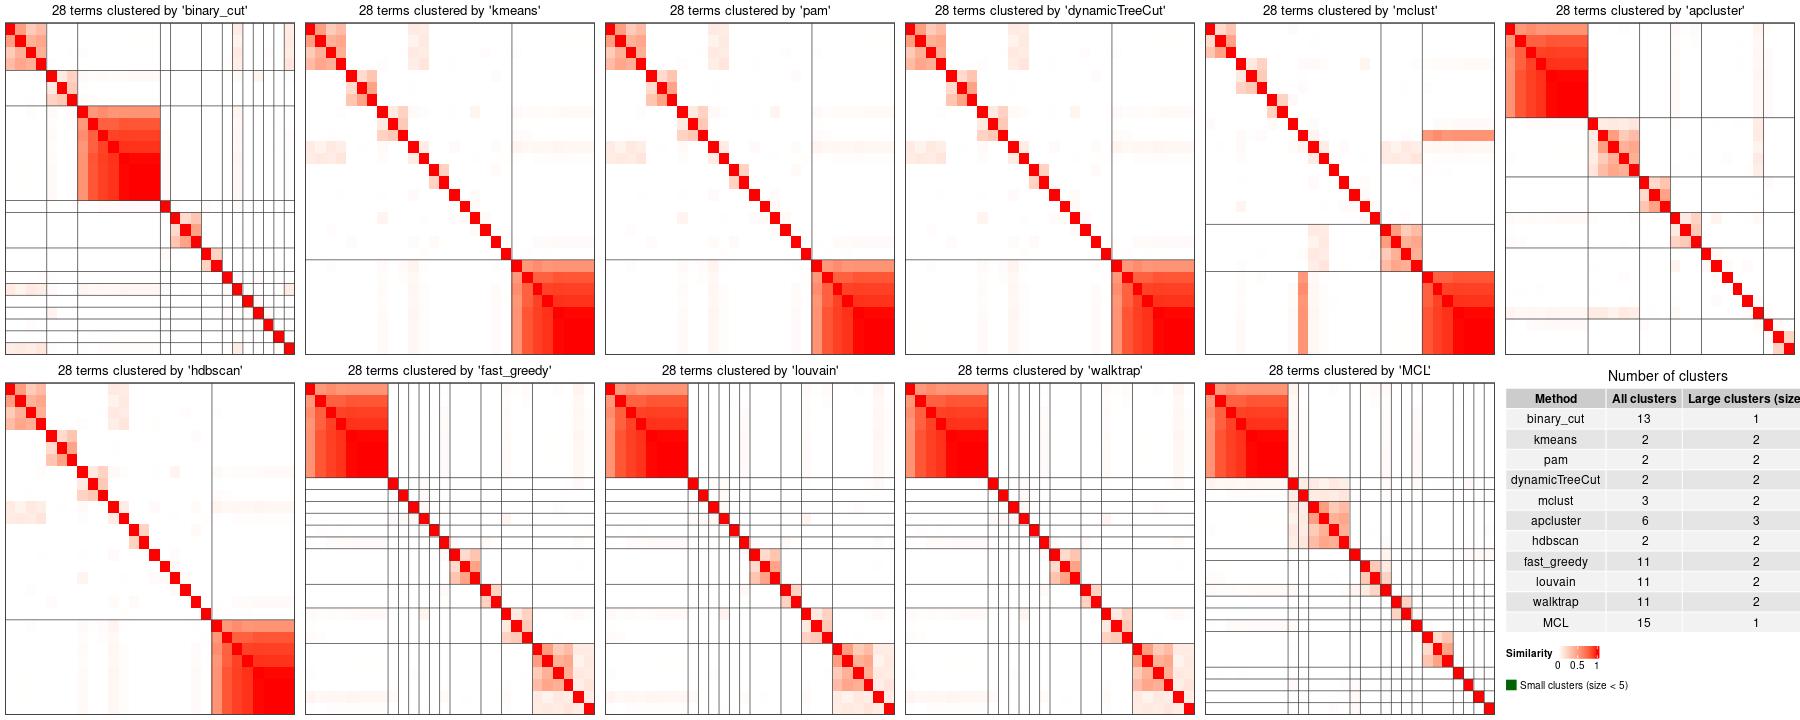 28 terms clustered by 'binary_cut'
28 terms clustered by 'kmeans'
28 terms clustered by 'pam'
28 terms clustered by 'dynamicTreeCut'
28 terms clustered by 'mclust'
28 terms clustered by 'apcluster'
28 terms clustered by 'hdbscan'
28 terms clustered by 'fast_greedy'
28 terms clustered by 'louvain'
28 terms clustered by 'walktrap'
28 terms clustered by 'MCL'
Number of clusters
Method All clusters Large clusters (size
binary_cut 13 1
kmeans 2 2
pam 2 2
dynamicTreeCut 2 2
mclust 3 2
apcluster 6 3
hdbscan 2 2
fast_greedy 11 2
louvain 11 2
walktrap 11 2
MCL 15 1
Similarity
0 0.5 1
Small clusters (size < 5)